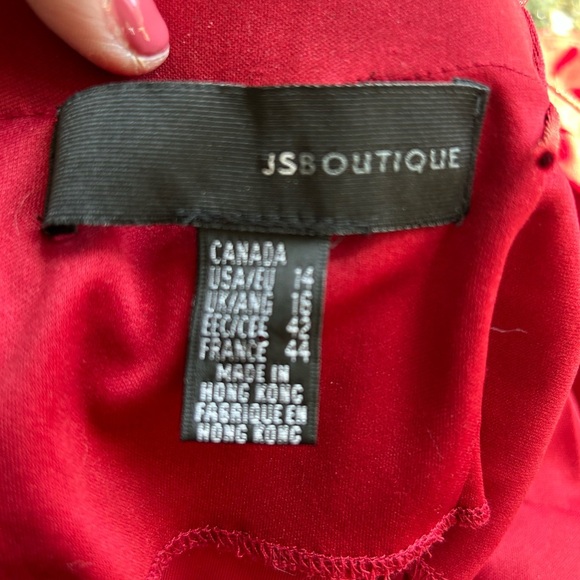 JSBOUTIQUE
CANADA
USA/EU 14
UK/ANG 16
EEC/CEE 42
FRANCE 44
MADE IN
HONG KONG
FABRIQUE EN
HONG KONG